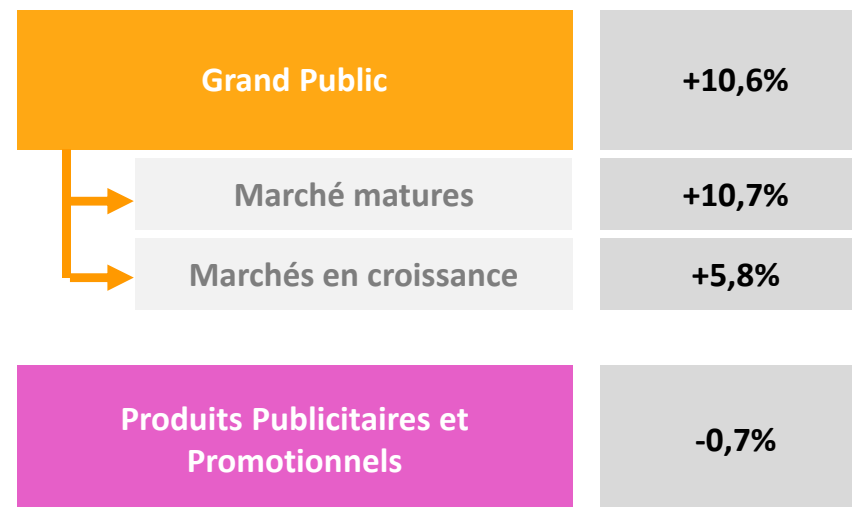 Grand Public
+10,6%
Marché matures
+10,7%
Marchés en croissance
+5,8%
Produits Publicitaires et
Promotionnels
-0,7%